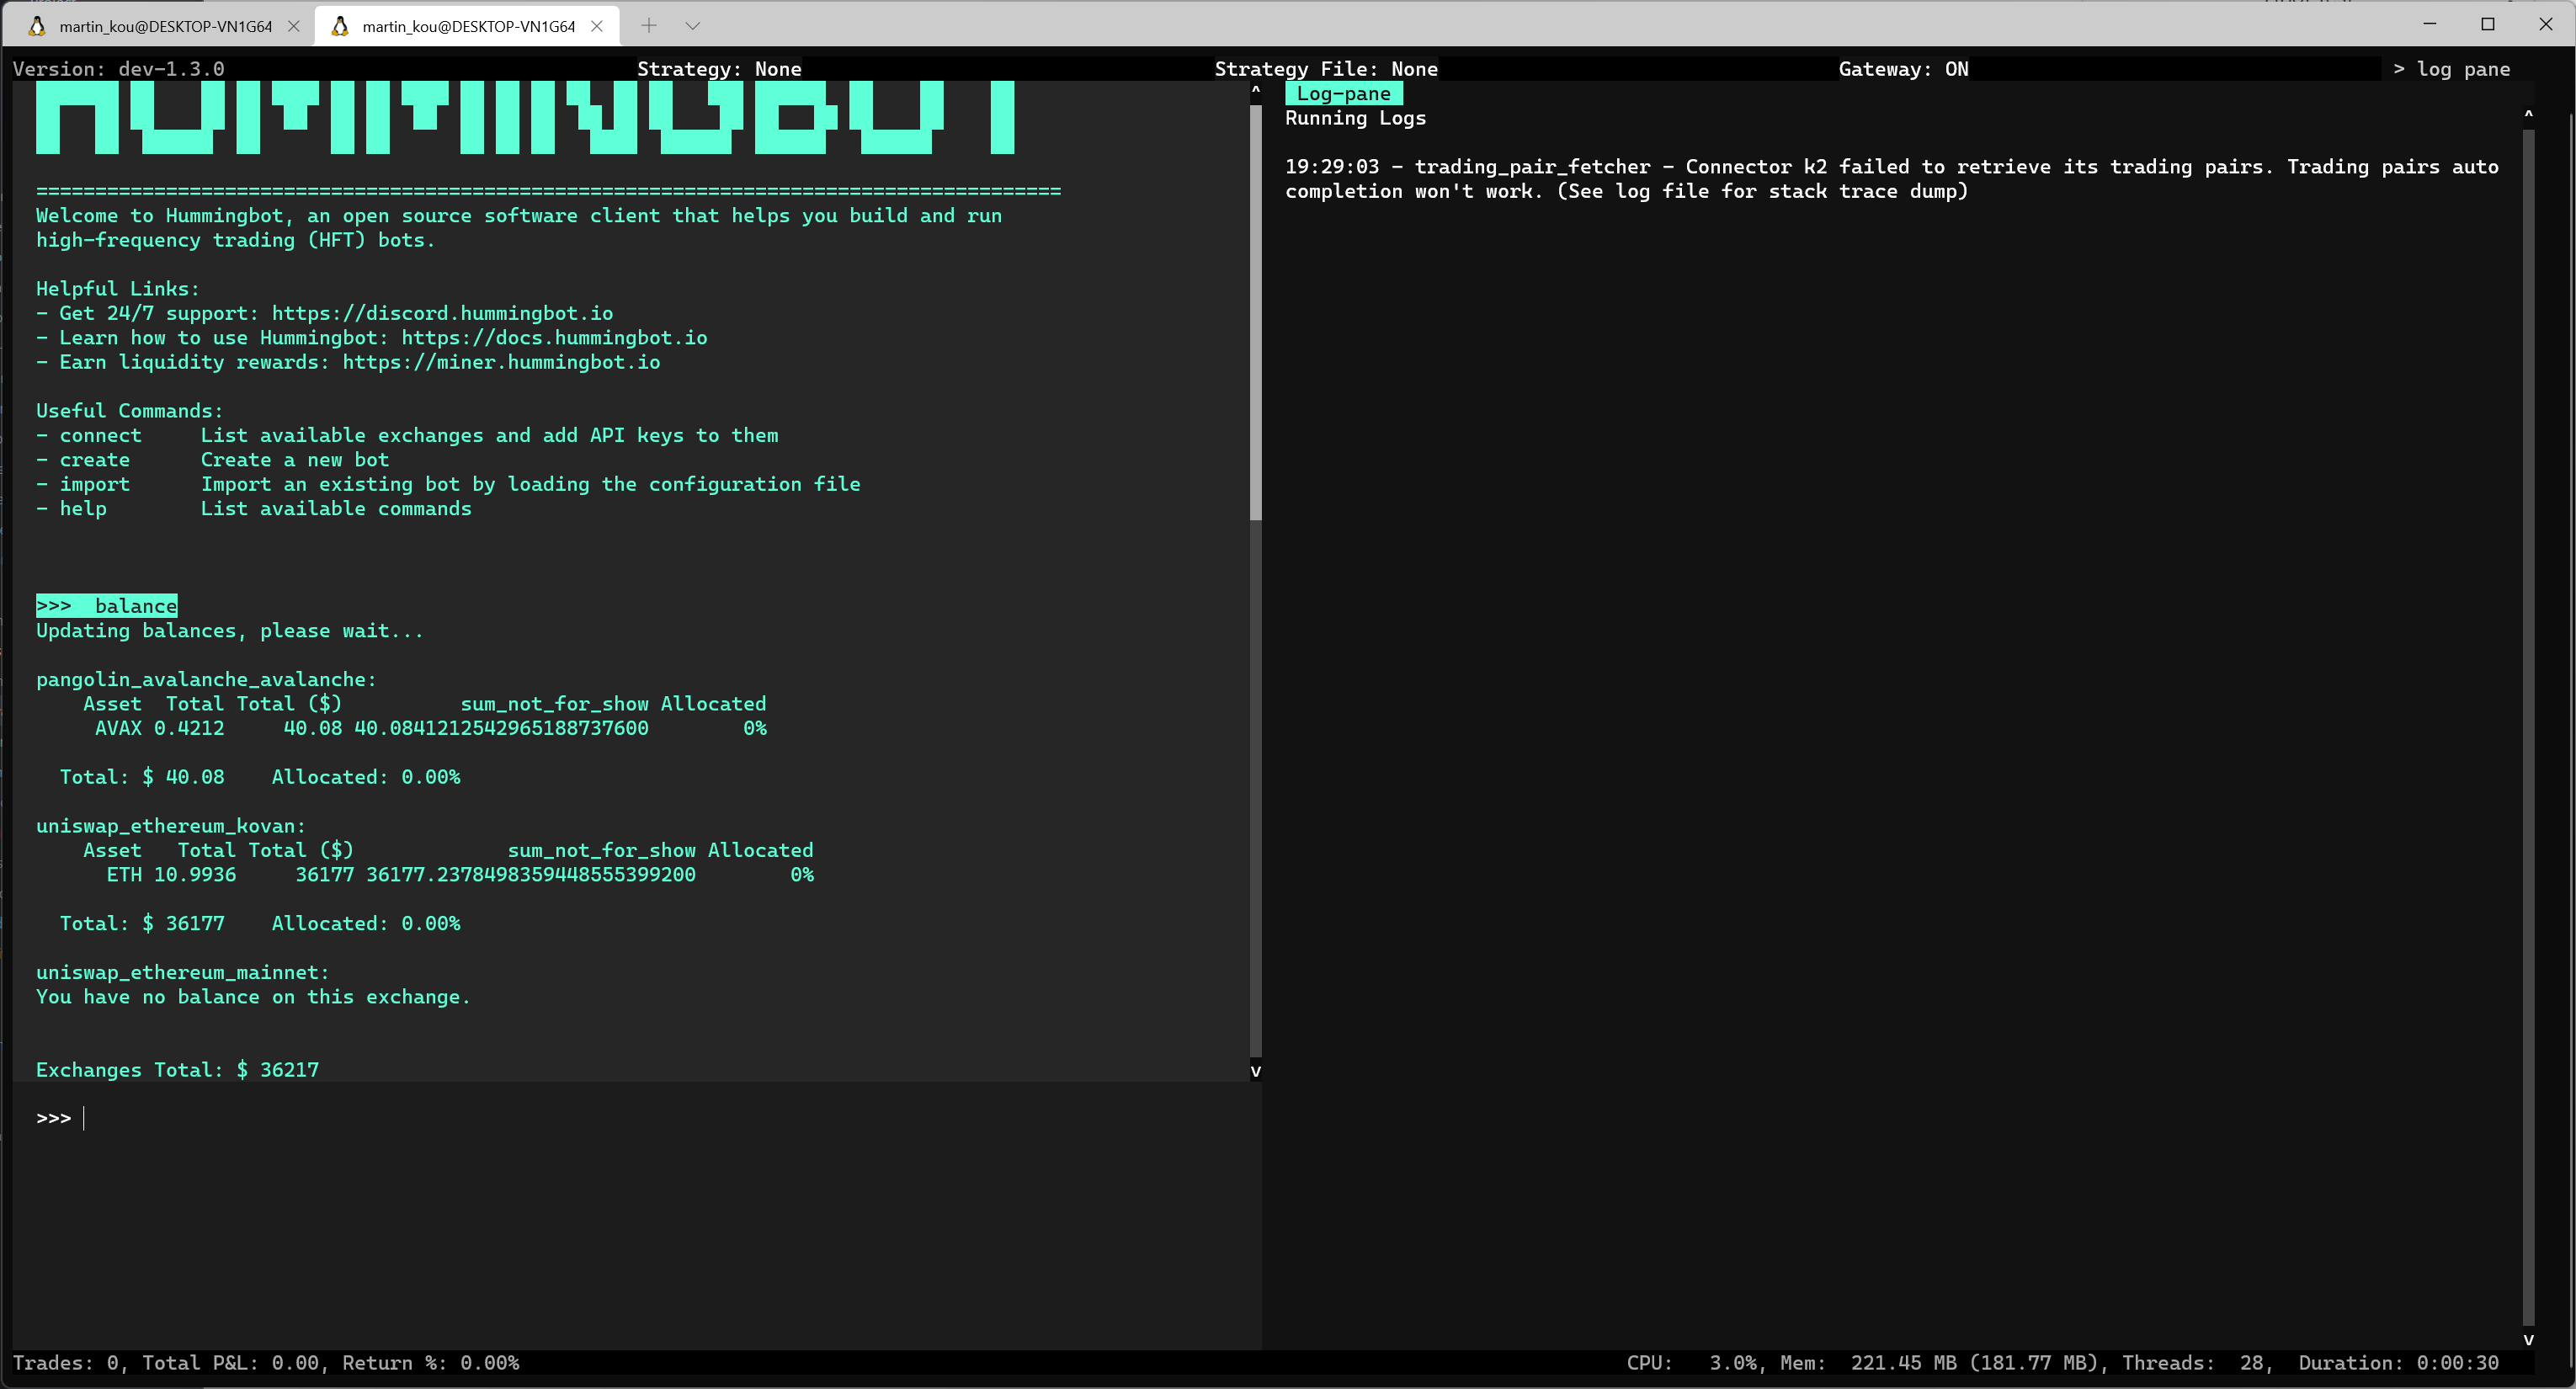 martin_kou@DESKTOP-VN1G64
martin_kou@DESKTOP-VN1G64
Version: dev-1.3.0 Strategy: None Strategy File: None Gateway: ON > log pane
HUMMINGBOT
=======================================================================================
Welcome to Hummingbot, an open source software client that helps you build and run
high-frequency trading (HFT) bots.
Helpful Links:
- Get 24/7 support: https://discord.hummingbot.io
- Learn how to use Hummingbot: https://docs.hummingbot.io
- Earn liquidity rewards: https://miner.hummingbot.io
Useful Commands:
- connect     List available exchanges and add API keys to them
- create      Create a new bot
- import      Import an existing bot by loading the configuration file
- help        List available commands
>>>  balance
Updating balances, please wait...
pangolin_avalanche_avalanche:
Asset  Total Total ($)          sum_not_for_show Allocated
AVAX 0.4212     40.08 40.0841212542965188737600        0%
Total: $ 40.08    Allocated: 0.00%
uniswap_ethereum_kovan:
Asset   Total Total ($)             sum_not_for_show Allocated
ETH 10.9936     36177 36177.2378498359448555399200        0%
Total: $ 36177    Allocated: 0.00%
uniswap_ethereum_mainnet:
You have no balance on this exchange.
Exchanges Total: $ 36217
>>>
Log-pane
Running Logs
19:29:03 - trading_pair_fetcher - Connector k2 failed to retrieve its trading pairs. Trading pairs auto
completion won't work. (See log file for stack trace dump)
Trades: 0, Total P&L: 0.00, Return %: 0.00% CPU:   3.0%, Mem:  221.45 MB (181.77 MB), Threads:  28,  Duration: 0:00:30